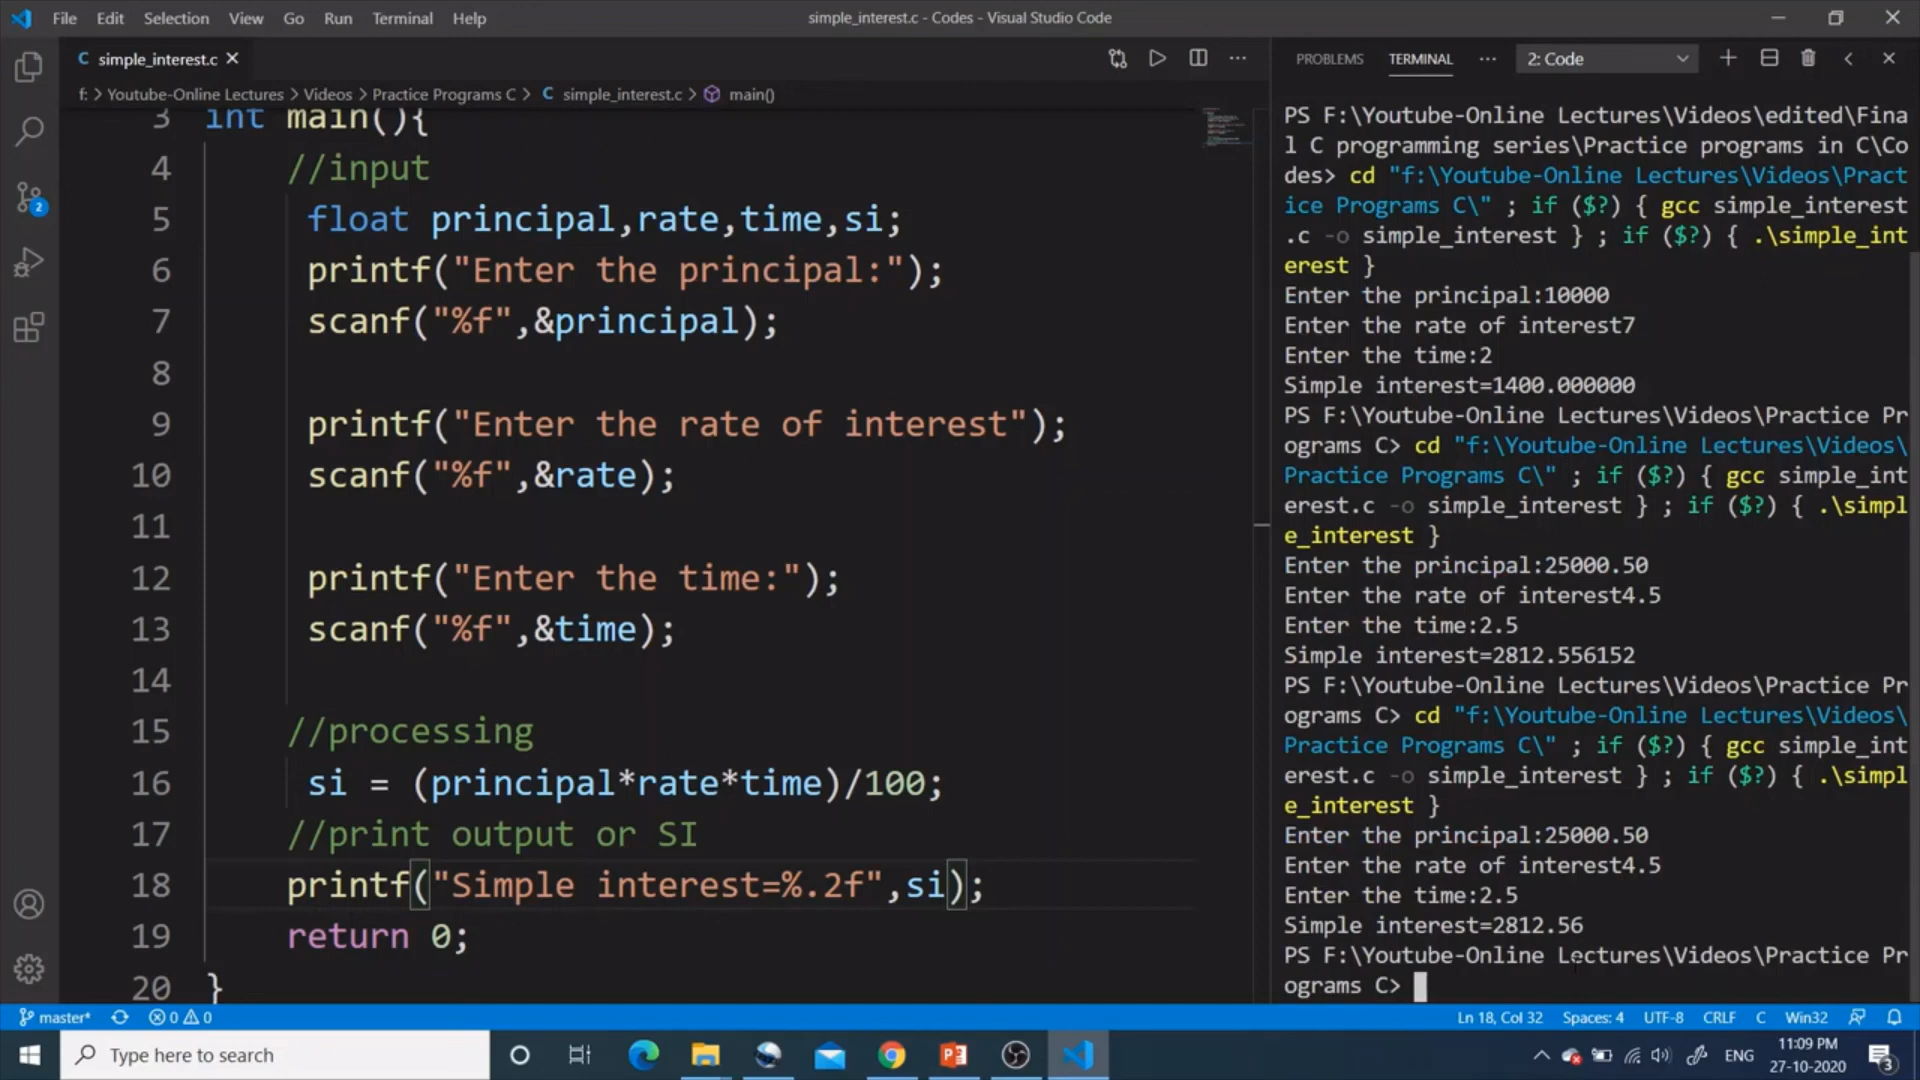 File Edit Selection View Go Run Terminal Help
simple_interest.c - Codes - Visual Studio Code
C simple_interest.c
f: > Youtube-Online Lectures > Videos > Practice Programs C > C simple_interest.c > main()
3 int main(){
4 //input
5 float principal,rate,time,si;
6 printf("Enter the principal:");
7 scanf("%f",&principal);
8
9 printf("Enter the rate of interest");
10 scanf("%f",&rate);
11
12 printf("Enter the time:");
13 scanf("%f",&time);
14
15 //processing
16 si = (principal*rate*time)/100;
17 //print output or SI
18 printf("Simple interest=%.2f",si);
19 return 0;
20 }
PROBLEMS TERMINAL 2: Code
PS F:\Youtube-Online Lectures\Videos\edited\Fina
l C programming series\Practice programs in C\Co
des> cd "f:\Youtube-Online Lectures\Videos\Pract
ice Programs C\" ; if ($?) { gcc simple_interest
.c -o simple_interest } ; if ($?) { .\simple_int
erest }
Enter the principal:10000
Enter the rate of interest7
Enter the time:2
Simple interest=1400.000000
PS F:\Youtube-Online Lectures\Videos\Practice Pr
ograms C> cd "f:\Youtube-Online Lectures\Videos\
Practice Programs C\" ; if ($?) { gcc simple_int
erest.c -o simple_interest } ; if ($?) { .\simpl
e_interest }
Enter the principal:25000.50
Enter the rate of interest4.5
Enter the time:2.5
Simple interest=2812.556152
PS F:\Youtube-Online Lectures\Videos\Practice Pr
ograms C> cd "f:\Youtube-Online Lectures\Videos\
Practice Programs C\" ; if ($?) { gcc simple_int
erest.c -o simple_interest } ; if ($?) { .\simpl
e_interest }
Enter the principal:25000.50
Enter the rate of interest4.5
Enter the time:2.5
Simple interest=2812.56
PS F:\Youtube-Online Lectures\Videos\Practice Pr
ograms C>
2
master* 0 0
Ln 18, Col 32 Spaces: 4 UTF-8 CRLF C Win32
Type here to search
ENG
11:09 PM
27-10-2020
3